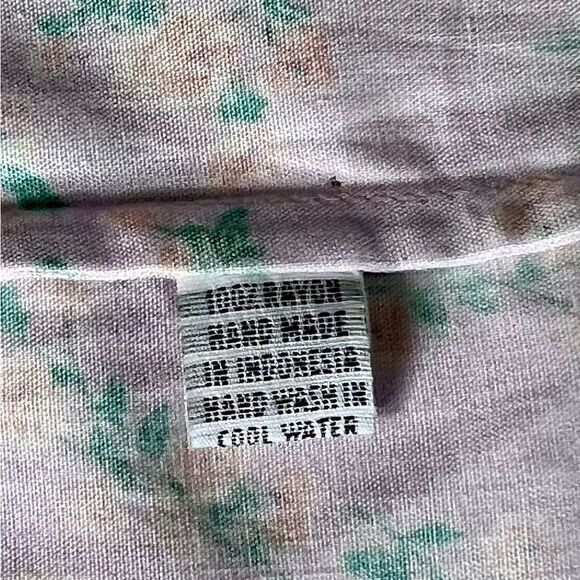 100% RAYON
HAND MADE
IN INDONESIA
HAND WASH IN
COOL WATER